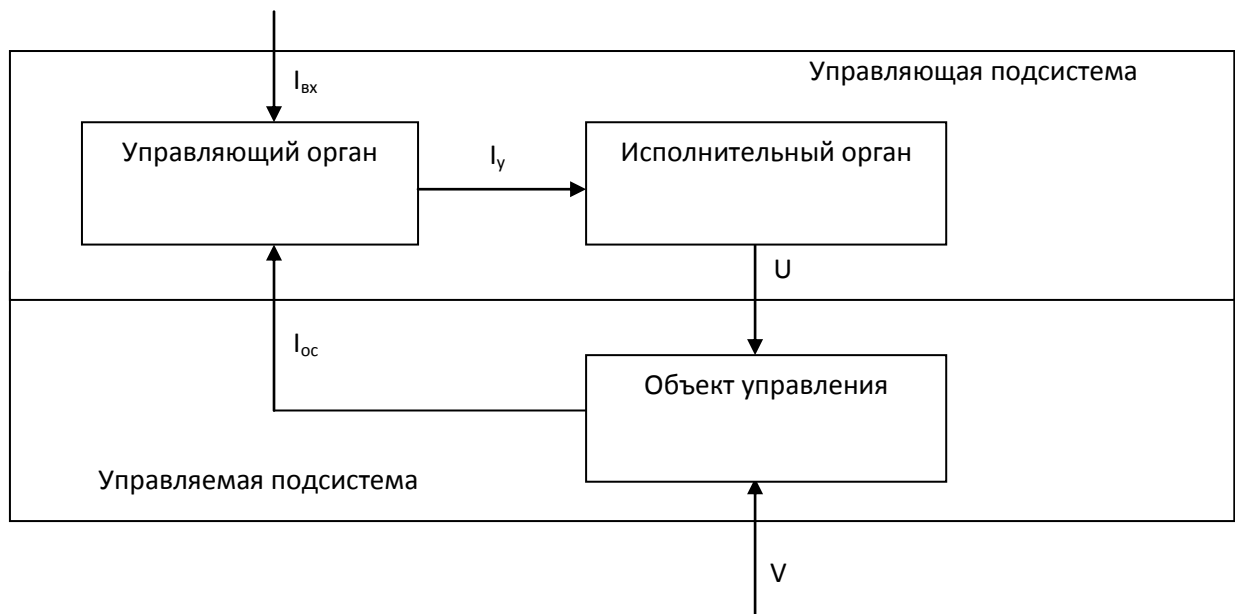 Управляющая подсистема
Iвх
Управляющий орган
Iу
Исполнительный орган
U
Iос
Объект управления
Управляемая подсистема
V